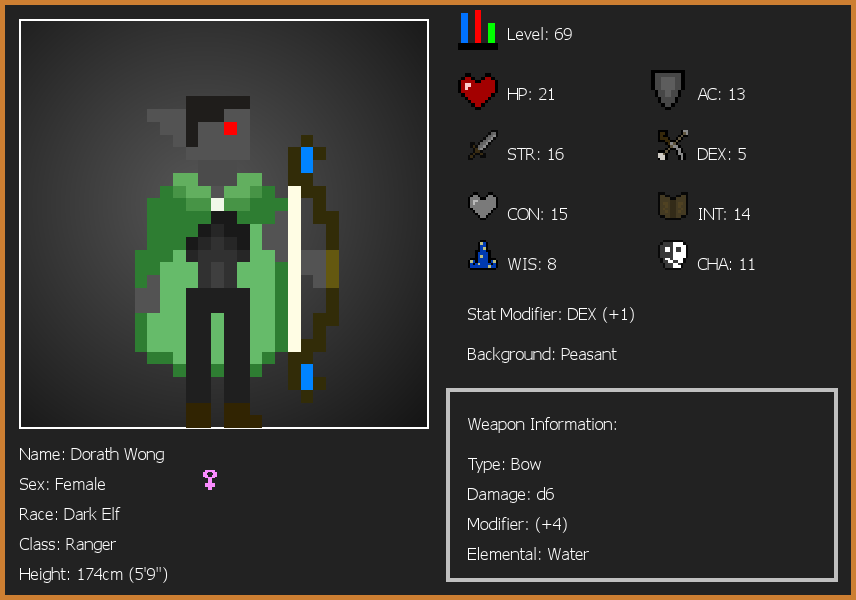 Level: 69
HP: 21
AC: 13
STR: 16
DEX: 5
CON: 15
INT: 14
WIS: 8
CHA: 11
Stat Modifier: DEX (+1)
Background: Peasant
Weapon Information:
Type: Bow
Damage: d6
Modifier: (+4)
Elemental: Water
Name: Dorath Wong
Sex: Female
Race: Dark Elf
Class: Ranger
Height: 174cm (5'9")